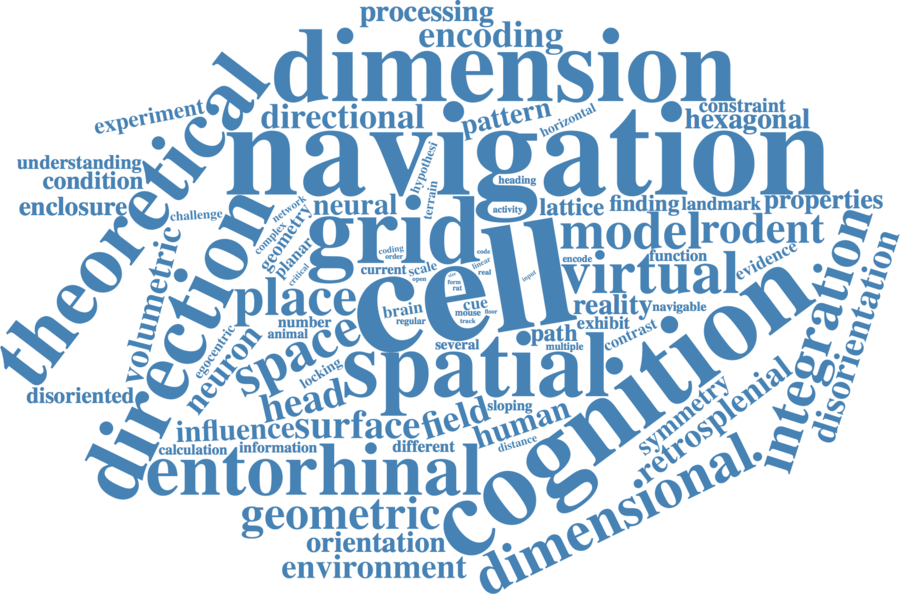 processing
encoding
dimension
experiment
directional
pattern
horizontal
constraint
hexagonal
theoretical
navigation
understanding
condition
enclosure
challenge
hypothesi
terrain
heading
activity
network
complex
geometry
neural
lattice
finding
landmark
properties
grid
cell
model
rodent
planar
critical
coding
order
code
linear
real
encode
function
evidence
volumetric
direction
current
scale
open
size
form
rat
input
virtual
place
brain
regular
cue
mouse
floor
track
reality
navigable
number
animal
egocentric
neuron
space
several
path
multiple
exhibit
contrast
integration
disorientation
disoriented
locking
head
spatial
cognition
influence
surface
field
sloping
human
distance
symmetry
retrosplenial
calculation
information
different
entorhinal
dimensional
geometric
orientation
environment